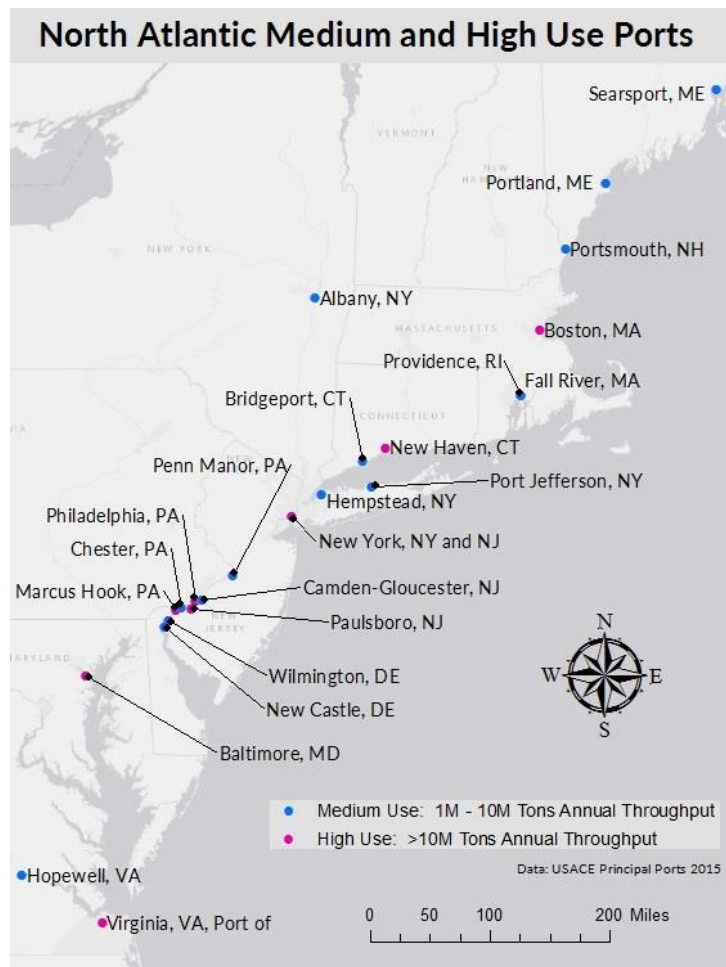 North Atlantic Medium and High Use Ports
Searsport, ME
VERMONT
Portland, ME
NEW YORK
Portsmouth, NH
Albany, NY
MASSACHUSETTS
Boston, MA
Providence, RI
Fall River, MA
Bridgeport, CT
CONNECTICUT
New Haven, CT
Penn Manor, PA
Port Jefferson, NY
Hempstead, NY
Philadelphia, PA
New York, NY and NJ
Chester, PA
Marcus Hook, PA
Camden-Gloucester, NJ
Paulsboro, NJ
NEW
JERSEY
MARYLAND
Wilmington, DE
New Castle, DE
Baltimore, MD
N
W
E
S
Medium Use: 1M - 10M Tons Annual Throughput
High Use: >10M Tons Annual Throughput
Data: USACE Principal Ports 2015
Hopewell, VA
Virginia, VA, Port of
0 50 100 200 Miles